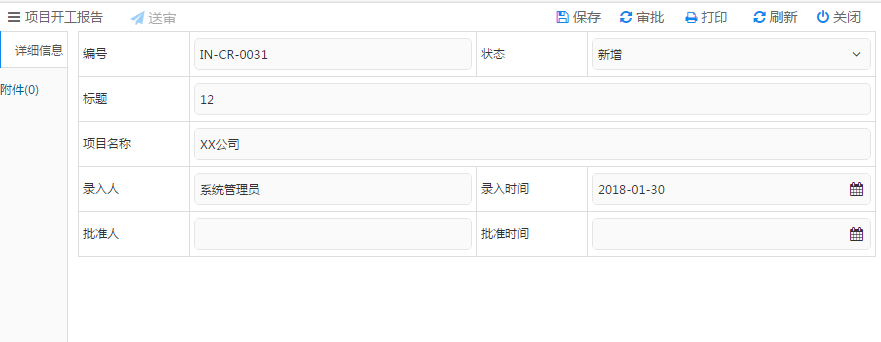 项目开工报告 送审 保存 审批 打印 刷新 关闭
详细信息
附件(0)
编号 IN-CR-0031 状态 新增
标题 12
项目名称 XX公司
录入人 系统管理员 录入时间 2018-01-30
批准人 批准时间